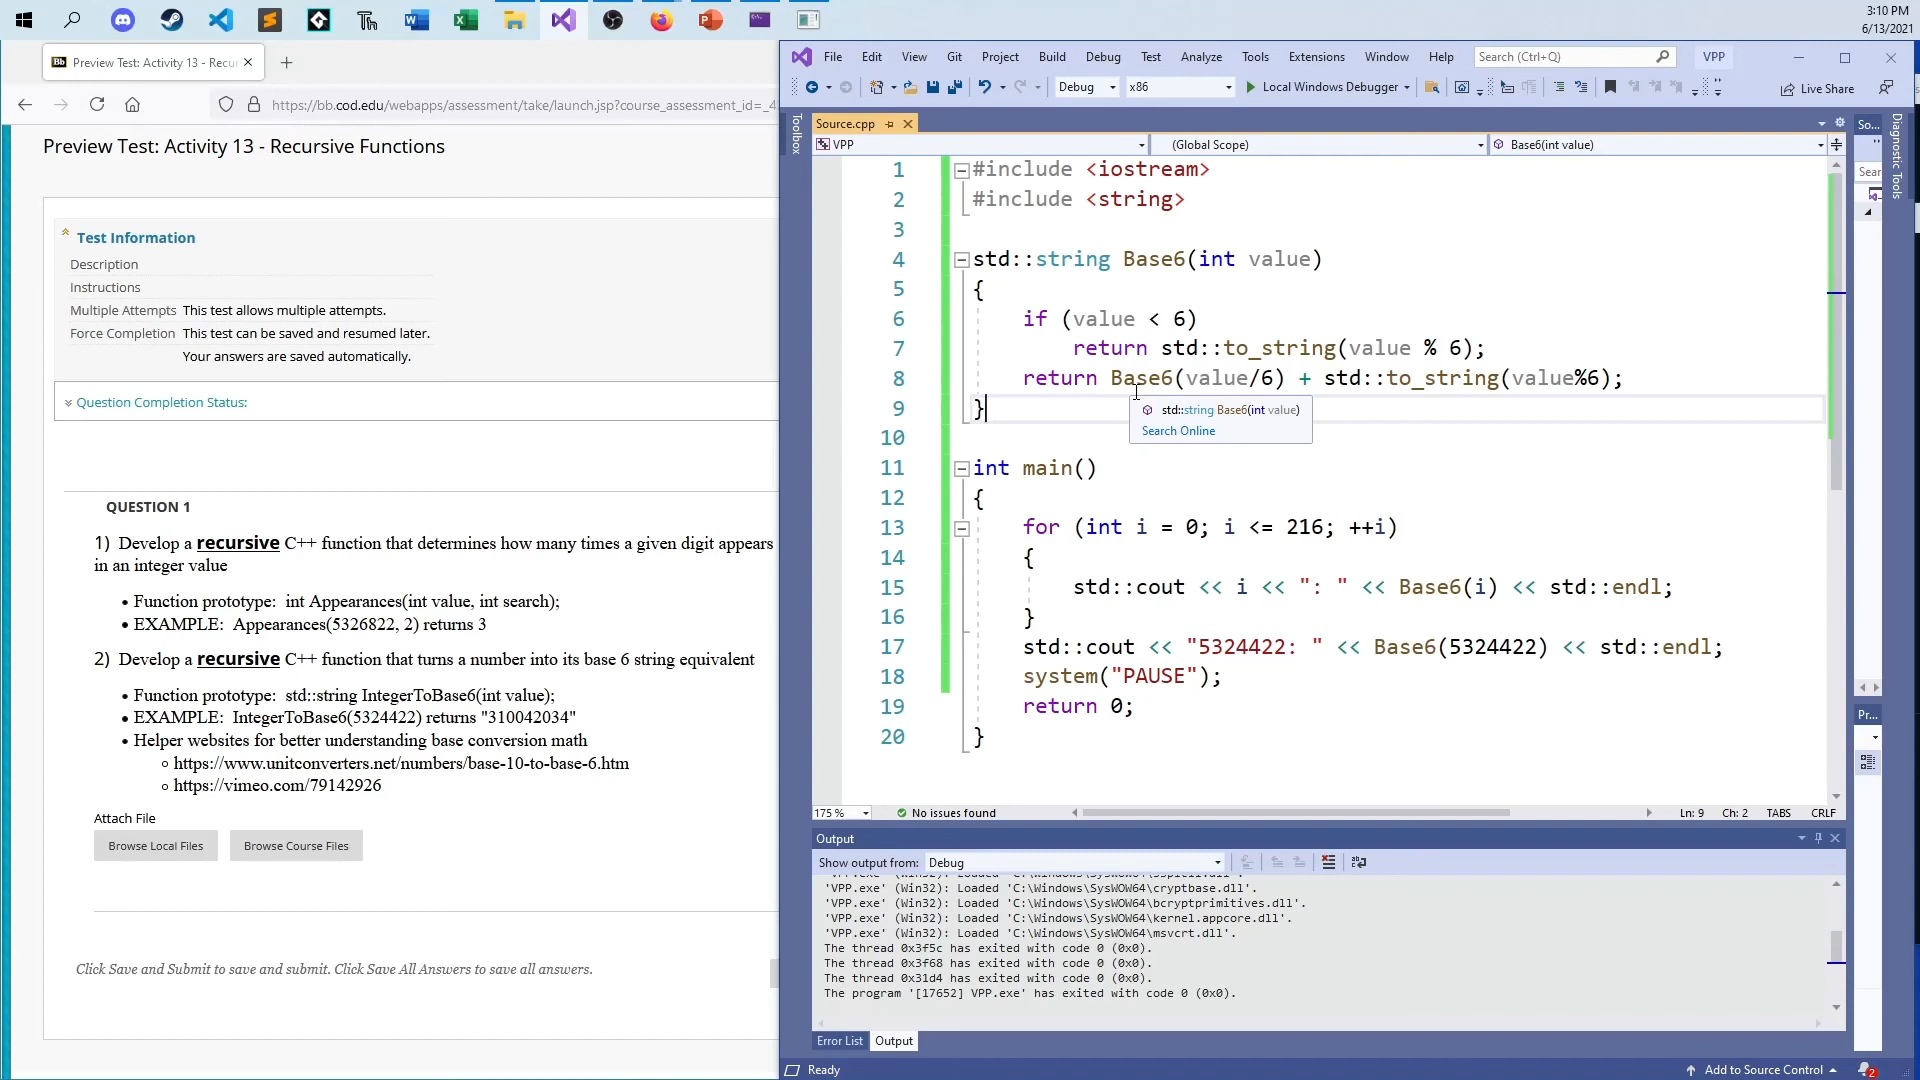 3:10 PM
6/13/2021
Preview Test: Activity 13 - Recur
https://bb.cod.edu/webapps/assessment/take/launch.jsp?course_assessment_id=_4
Preview Test: Activity 13 - Recursive Functions
Test Information
Description
Instructions
Multiple Attempts This test allows multiple attempts.
Force Completion This test can be saved and resumed later.
Your answers are saved automatically.
Question Completion Status:
QUESTION 1
1) Develop a recursive C++ function that determines how many times a given digit appears
in an integer value
• Function prototype: int Appearances(int value, int search);
• EXAMPLE: Appearances(5326822, 2) returns 3
2) Develop a recursive C++ function that turns a number into its base 6 string equivalent
• Function prototype: std::string IntegerToBase6(int value);
• EXAMPLE: IntegerToBase6(5324422) returns "310042034"
• Helper websites for better understanding base conversion math
○ https://www.unitconverters.net/numbers/base-10-to-base-6.htm
○ https://vimeo.com/79142926
Attach File
Browse Local Files Browse Course Files
Click Save and Submit to save and submit. Click Save All Answers to save all answers.
File Edit View Git Project Build Debug Test Analyze Tools Extensions Window Help Search (Ctrl+Q) VPP
Debug x86 Local Windows Debugger Live Share
Toolbox
Source.cpp
VPP (Global Scope) Base6(int value)
1 #include <iostream>
2 #include <string>
3
4 std::string Base6(int value)
5 {
6 if (value < 6)
7 return std::to_string(value % 6);
8 return Base6(value/6) + std::to_string(value%6);
9 }
std::string Base6(int value)
Search Online
10
11 int main()
12 {
13 for (int i = 0; i <= 216; ++i)
14 {
15 std::cout << i << ": " << Base6(i) << std::endl;
16 }
17 std::cout << "5324422: " << Base6(5324422) << std::endl;
18 system("PAUSE");
19 return 0;
20 }
175 % No issues found Ln: 9 Ch: 2 TABS CRLF
Output
Show output from: Debug
'VPP.exe' (Win32): Loaded 'C:\Windows\SysWOW64\sspicli.dll'.
'VPP.exe' (Win32): Loaded 'C:\Windows\SysWOW64\cryptbase.dll'.
'VPP.exe' (Win32): Loaded 'C:\Windows\SysWOW64\bcryptprimitives.dll'.
'VPP.exe' (Win32): Loaded 'C:\Windows\SysWOW64\kernel.appcore.dll'.
'VPP.exe' (Win32): Loaded 'C:\Windows\SysWOW64\msvcrt.dll'.
The thread 0x3f5c has exited with code 0 (0x0).
The thread 0x3f68 has exited with code 0 (0x0).
The thread 0x31d4 has exited with code 0 (0x0).
The program '[17652] VPP.exe' has exited with code 0 (0x0).
Error List Output
Ready
Add to Source Control
2
So...
Sear
Pr...
Diagnostic Tools